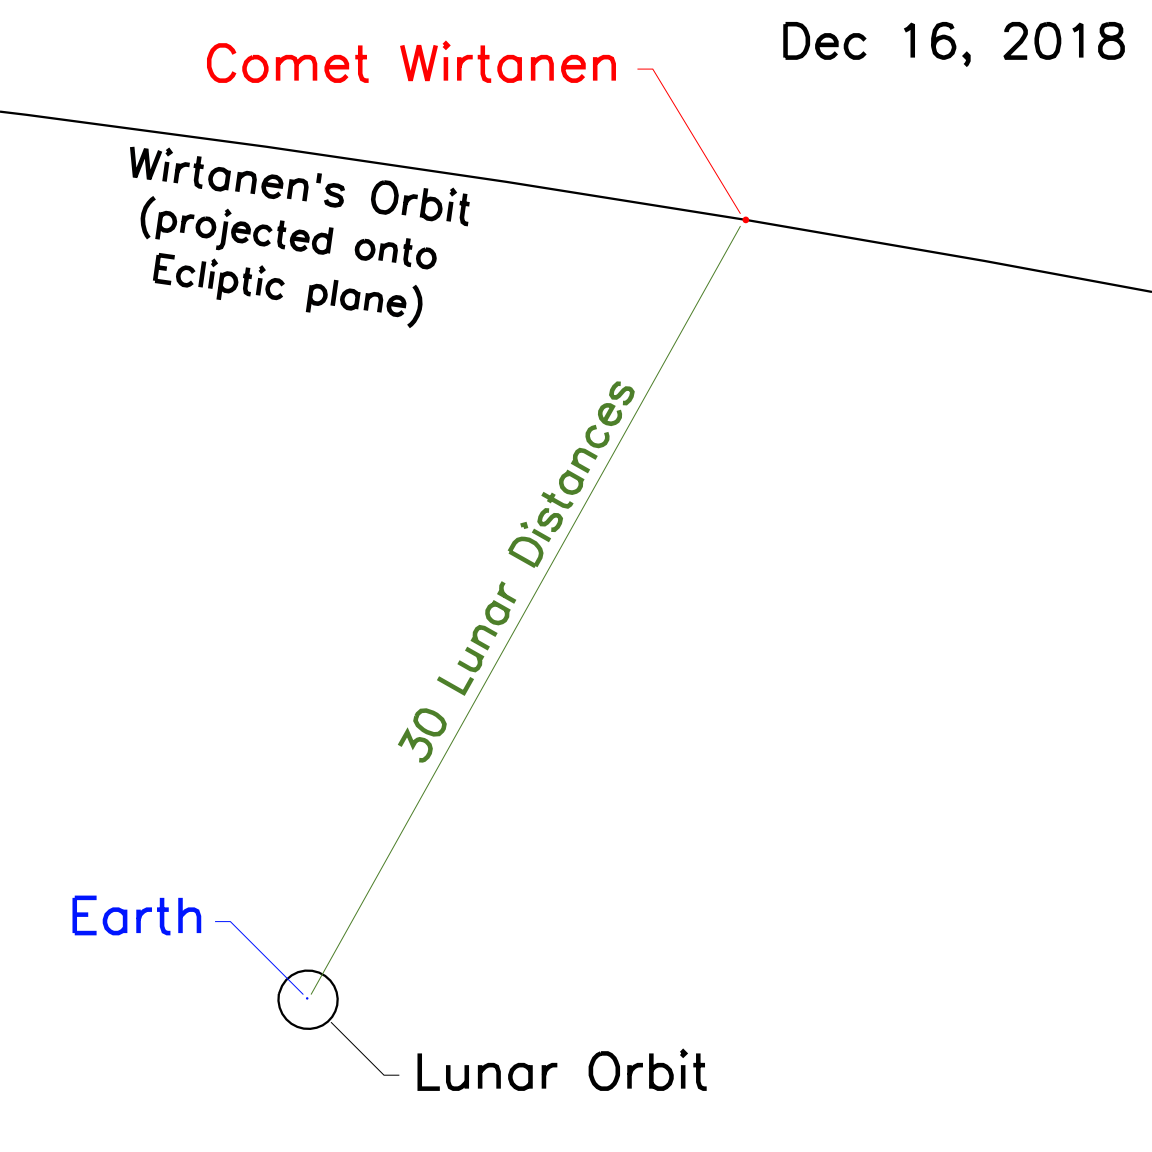 Dec 16, 2018
Comet Wirtanen
Wirtanen's Orbit
(projected onto
Ecliptic plane)
30 Lunar Distances
Earth
Lunar Orbit